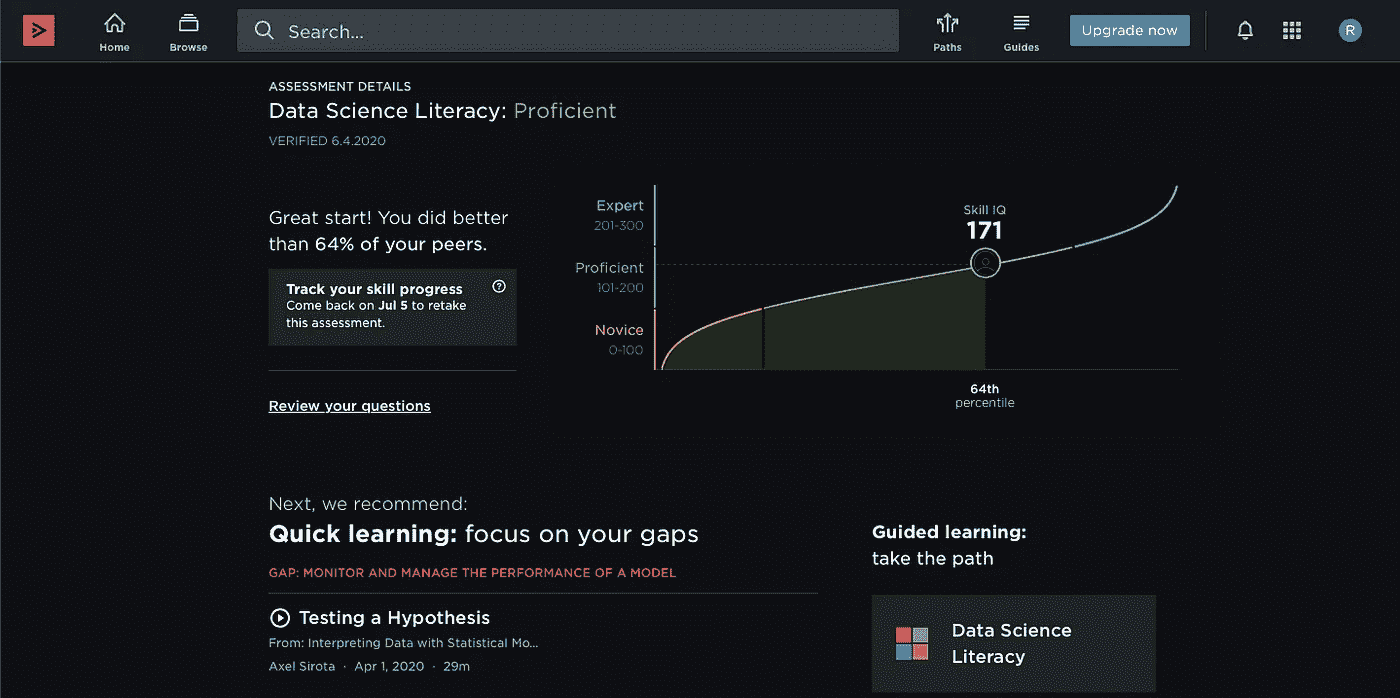 Home
Browse
Search...
Paths
Guides
Upgrade now
R
ASSESSMENT DETAILS
Data Science Literacy: Proficient
VERIFIED 6.4.2020
Great start! You did better
than 64% of your peers.
Track your skill progress
Come back on Jul 5 to retake
this assessment.
?
Review your questions
Expert
201-300
Proficient
101-200
Novice
0-100
Skill IQ
171
64th
percentile
Next, we recommend:
Quick learning: focus on your gaps
GAP: MONITOR AND MANAGE THE PERFORMANCE OF A MODEL
Testing a Hypothesis
From: Interpreting Data with Statistical Mo...
Axel Sirota · Apr 1, 2020 · 29m
Guided learning:
take the path
Data Science
Literacy